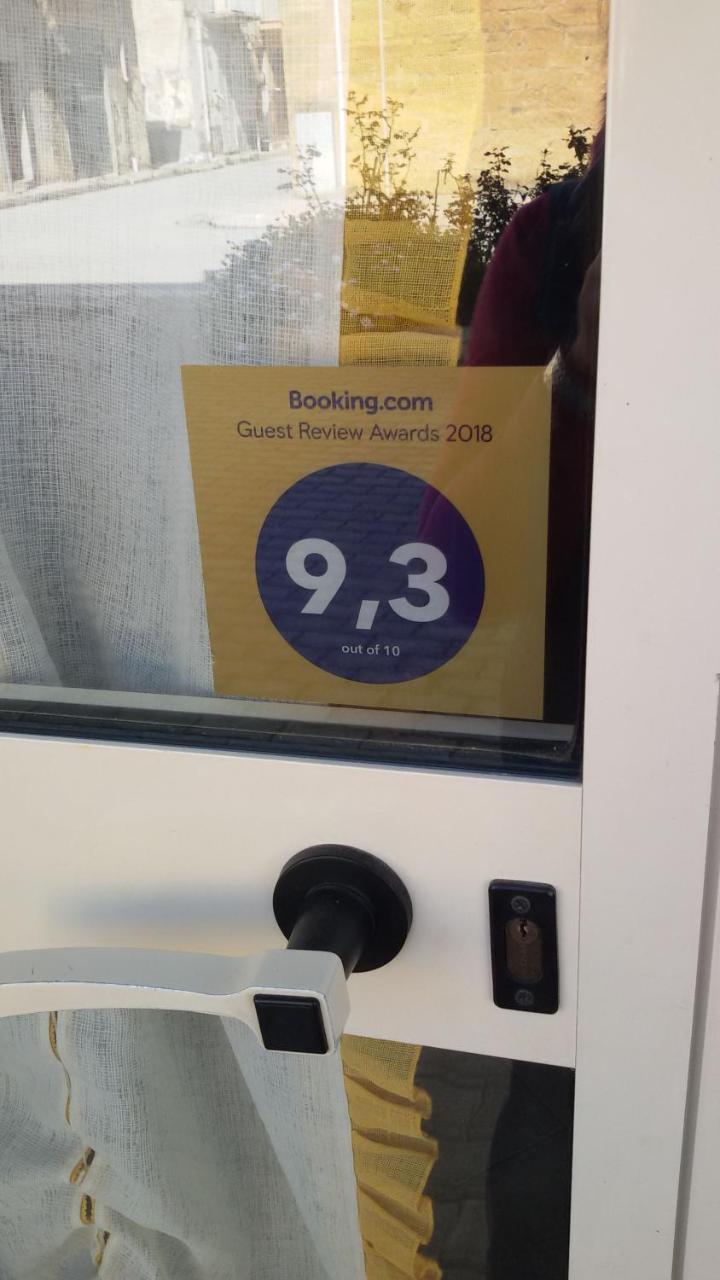 Booking.com
Guest Review Awards 2018
9,3
out of 10